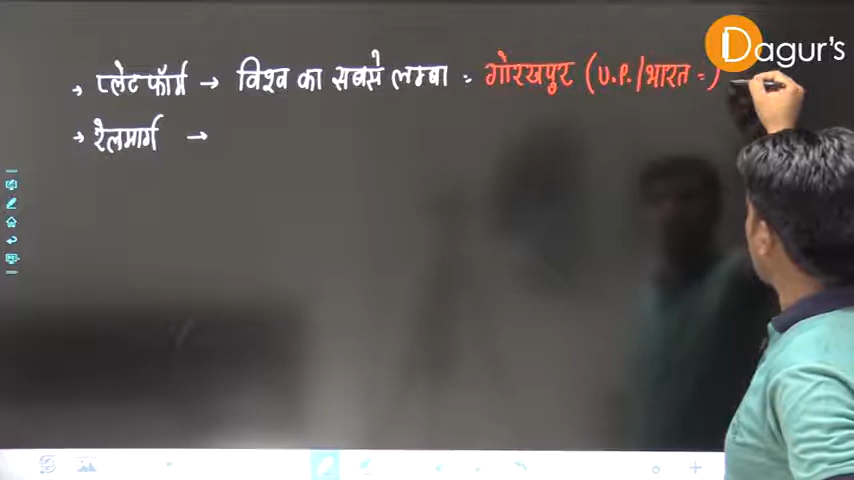 Dagur's
→ प्लेटफॉर्म → विश्व का सबसे लम्बा = गोरखपुर (U.P./भारत =)
→ रेलमार्ग →